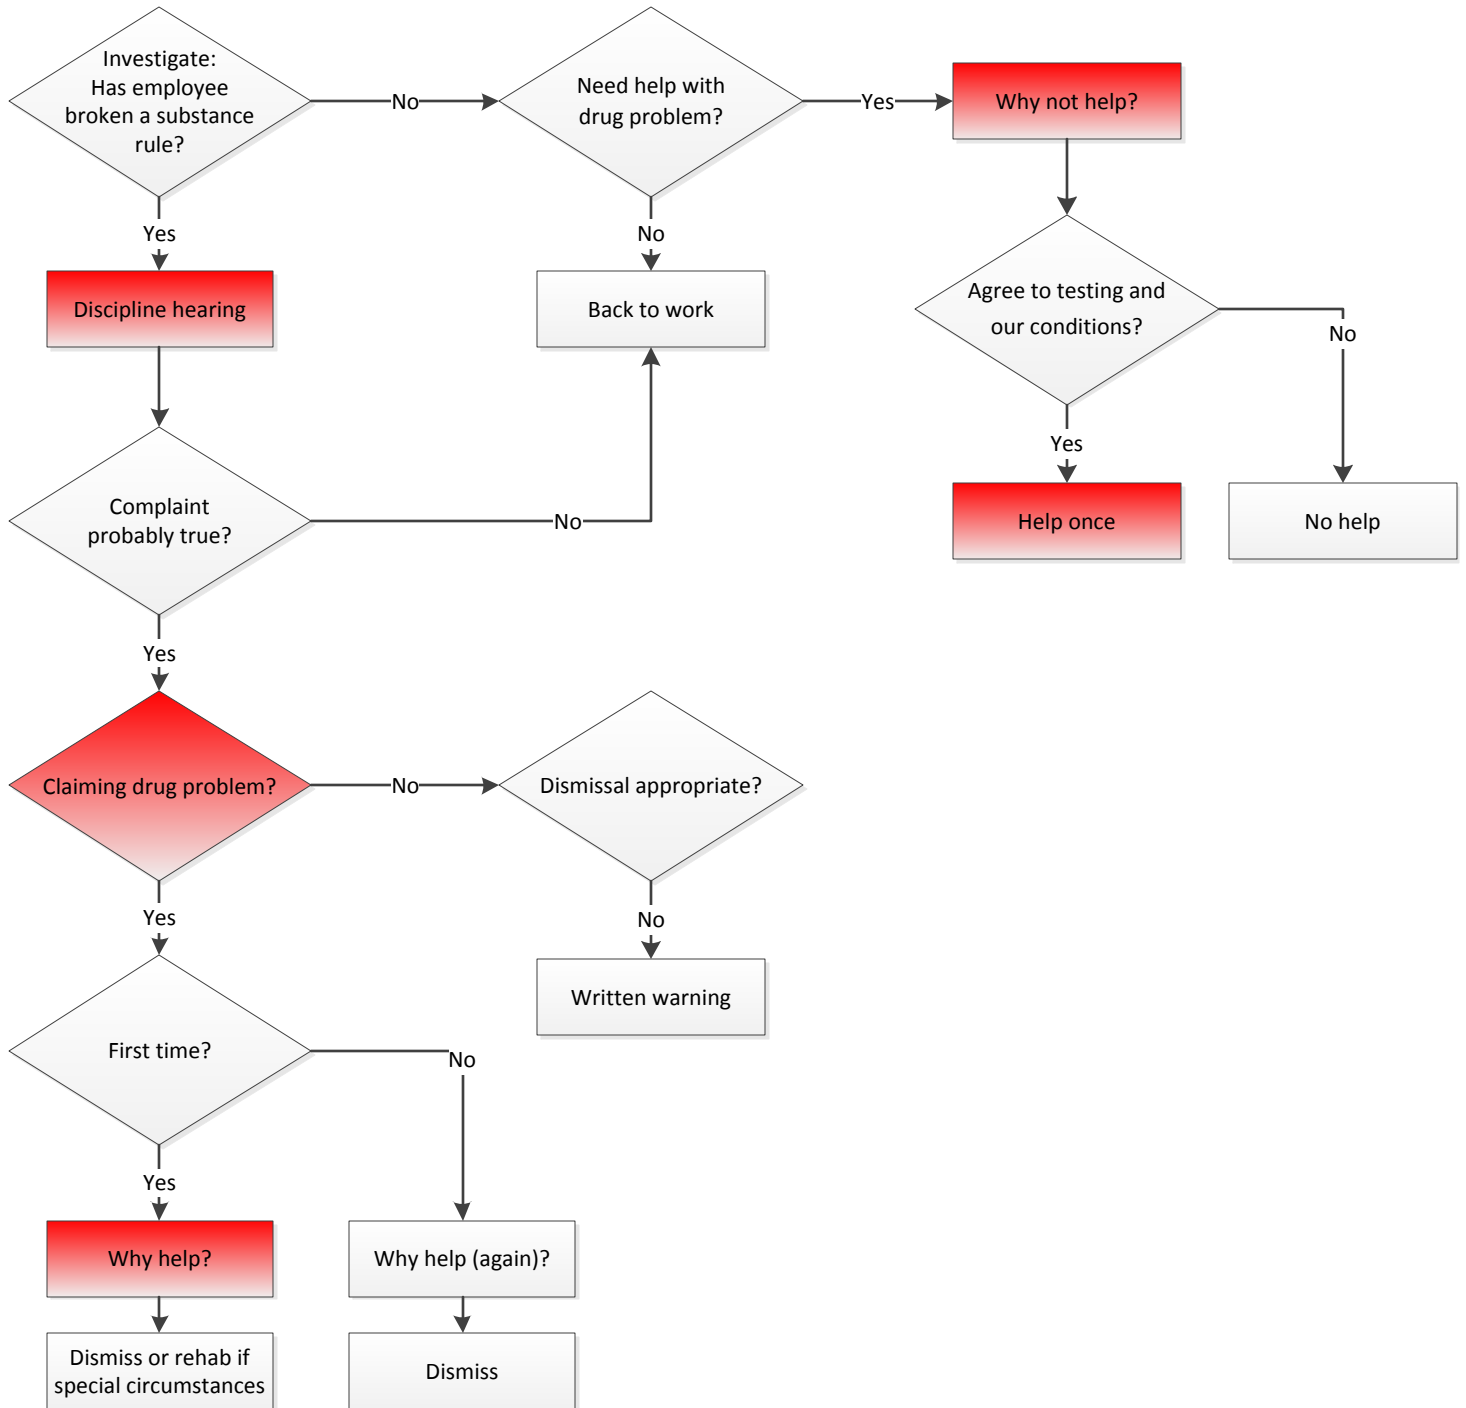 Investigate:
Has employee
broken a substance
rule?
No
Need help with
drug problem?
Yes
Why not help?
Yes
No
Discipline hearing
Back to work
Agree to testing and
our conditions?
No
Yes
Complaint
probably true?
No
Help once
No help
Yes
Claiming drug problem?
No
Dismissal appropriate?
Yes
No
Written warning
First time?
No
Yes
Why help?
Why help (again)?
Dismiss or rehab if
special circumstances
Dismiss